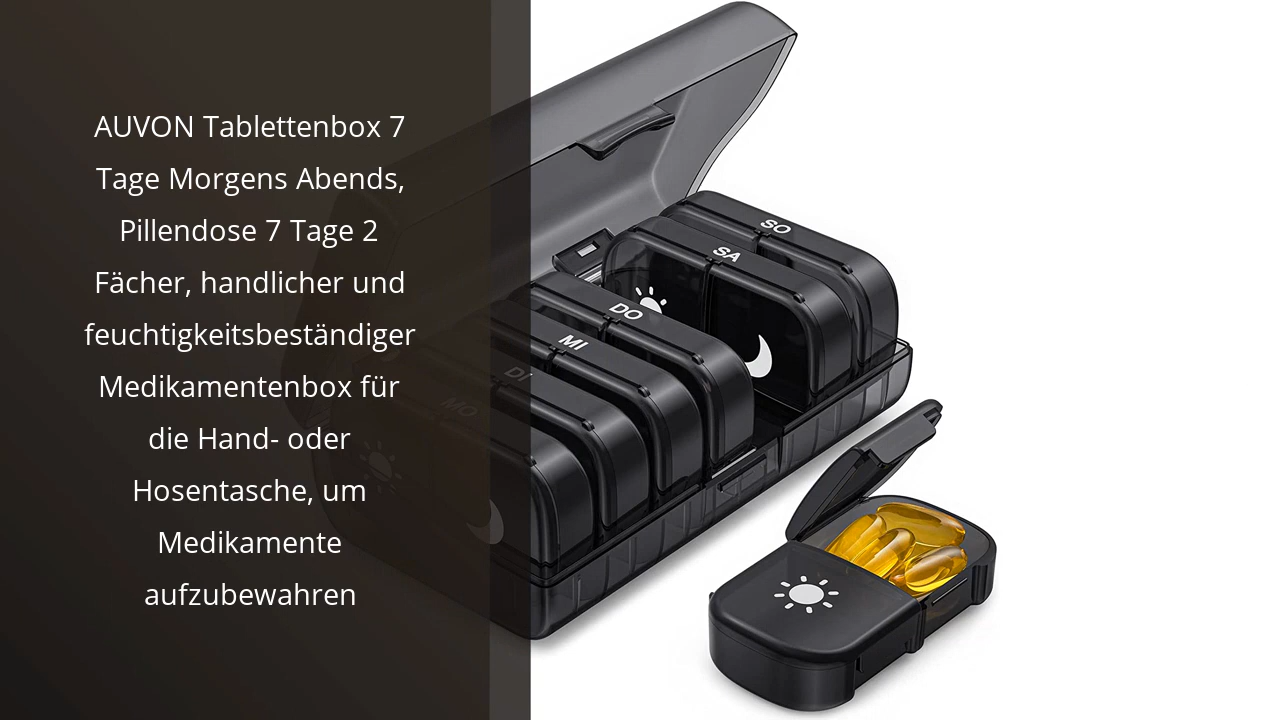 AUVON Tablettenbox 7
Tage Morgens Abends,
Pillendose 7 Tage 2
Fächer, handlicher und
feuchtigkeitsbeständiger
Medikamentenbox für
die Hand- oder
Hosentasche, um
Medikamente
aufzubewahren
SO
SA
DO
MI
DI
MO